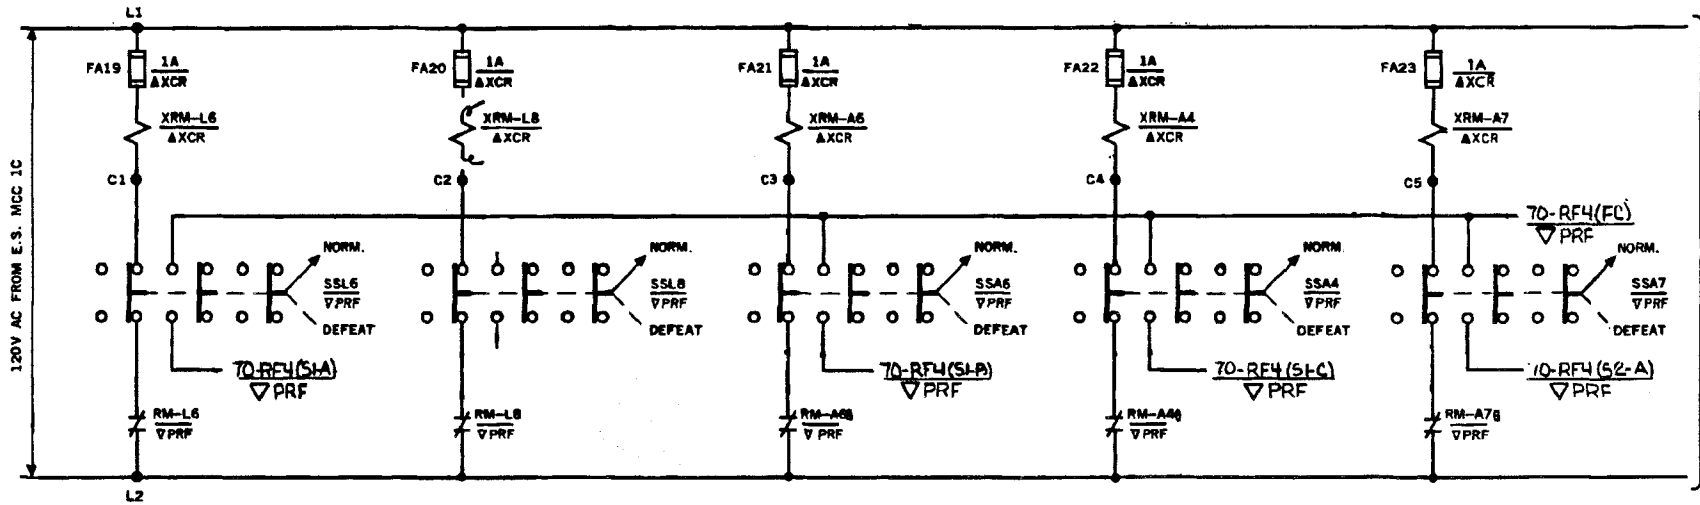 L1
FA19 1A
ΔXCR
FA20 1A
ΔXCR
FA21 1A
ΔXCR
FA22 1A
ΔXCR
FA23 1A
ΔXCR
XRM-L6
ΔXCR
XRM-L8
ΔXCR
XRM-A6
ΔXCR
XRM-A4
ΔXCR
XRM-A7
ΔXCR
120V AC FROM E.S. MCC 1C
C1
C2
C3
C4
C5
70-RF4(FC)
▽PRF
NORM.
SSL6
▽PRF
DEFEAT
NORM.
SSL8
▽PRF
DEFEAT
NORM.
SSA6
▽PRF
DEFEAT
NORM.
SSA4
▽PRF
DEFEAT
NORM.
SSA7
▽PRF
DEFEAT
70-RF4(S1-A)
▽PRF
▽PRF
70-RF4(S1-C)
▽PRF
70-RF4(S2-A)
▽PRF
RM-L6
▽PRF
RM-L8
▽PRF
▽PRF
▽PRF
▽PRF
L2